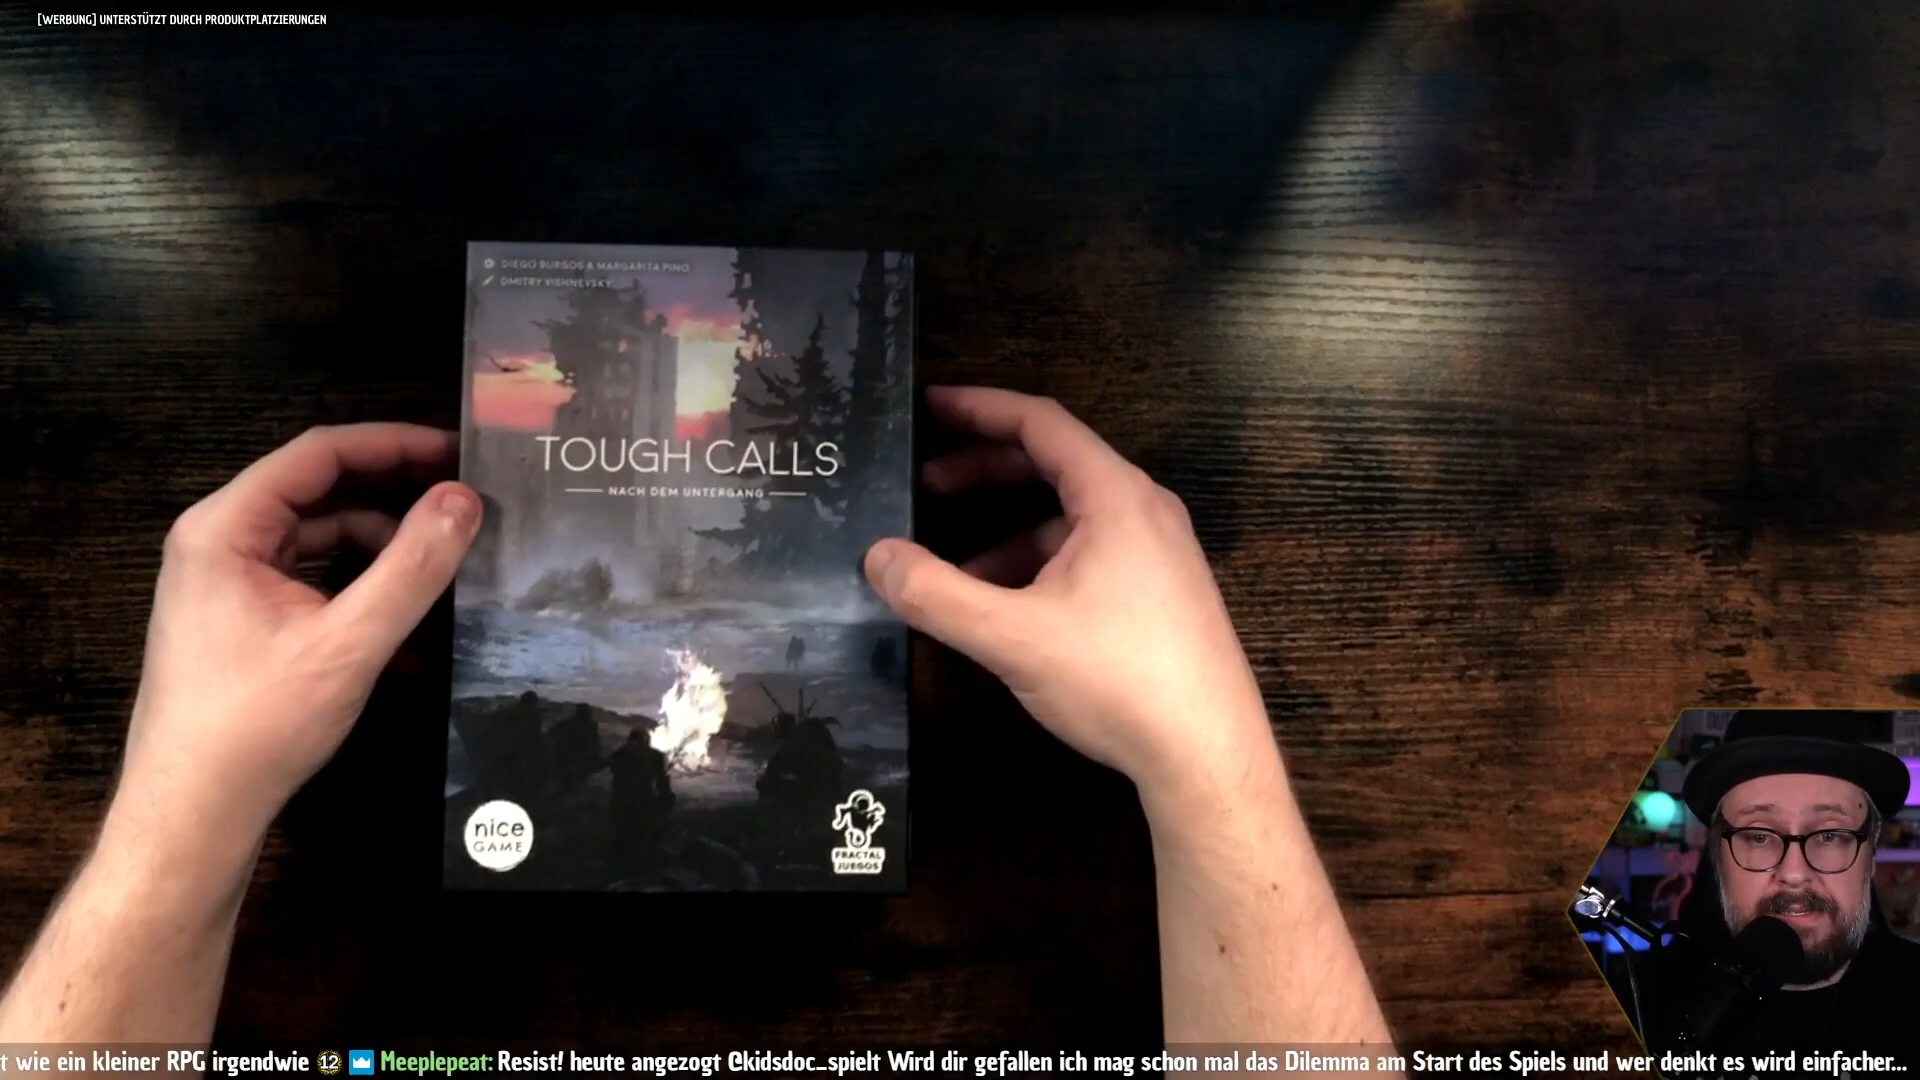 [WERBUNG] UNTERSTÜTZT DURCH PRODUKTPLATZIERUNGEN
DIEGO BURGOS & MARGARITA PINO
DMITRY VISHNEVSKY
TOUGH CALLS
NACH DEM UNTERGANG
nice
GAME
FRACTAL
JUEGOS
t wie ein kleiner RPG irgendwie 12 Meeplepeat: Resist! heute angezogt @kidsdoc_spielt Wird dir gefallen ich mag schon mal das Dilemma am Start des Spiels und wer denkt es wird einfacher...